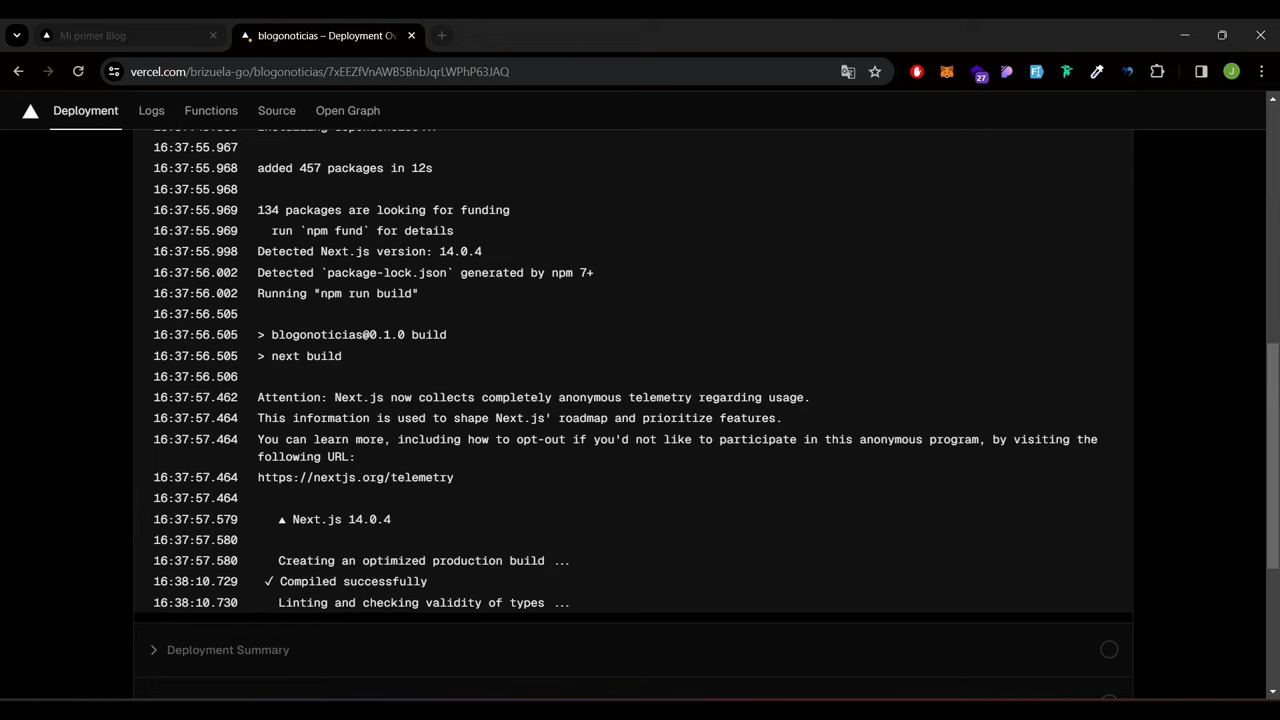 Mi primer Blog
blogonoticias – Deployment Ov
vercel.com/brizuela-go/blogonoticias/7xEEZfVnAWB5BnbJqrLWPhP63JAQ
27
J
Deployment Logs Functions Source Open Graph
16:37:55.967
16:37:55.968 added 457 packages in 12s
16:37:55.968
16:37:55.969 134 packages are looking for funding
16:37:55.969 run `npm fund` for details
16:37:55.998 Detected Next.js version: 14.0.4
16:37:56.002 Detected `package-lock.json` generated by npm 7+
16:37:56.002 Running "npm run build"
16:37:56.505
16:37:56.505 > blogonoticias@0.1.0 build
16:37:56.505 > next build
16:37:56.506
16:37:57.462 Attention: Next.js now collects completely anonymous telemetry regarding usage.
16:37:57.464 This information is used to shape Next.js' roadmap and prioritize features.
16:37:57.464 You can learn more, including how to opt-out if you'd not like to participate in this anonymous program, by visiting the
following URL:
16:37:57.464 https://nextjs.org/telemetry
16:37:57.464
16:37:57.579 ▲ Next.js 14.0.4
16:37:57.580
16:37:57.580 Creating an optimized production build ...
16:38:10.729 ✓ Compiled successfully
16:38:10.730 Linting and checking validity of types ...
Deployment Summary